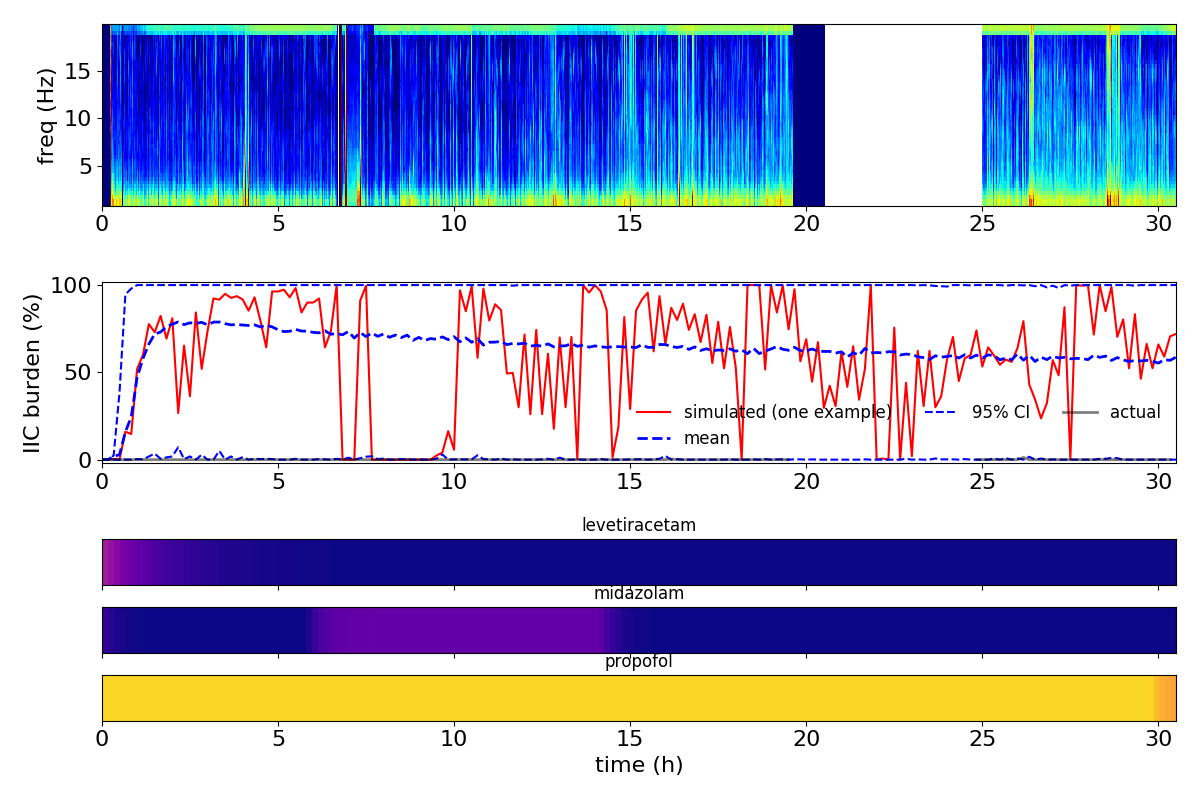 freq (Hz)
15
10
5
0 5 10 15 20 25 30
IIC burden (%)
100
50
0
simulated (one example)
mean
95% CI
actual
0 5 10 15 20 25 30
levetiracetam
midazolam
propofol
0 5 10 15 20 25 30
time (h)